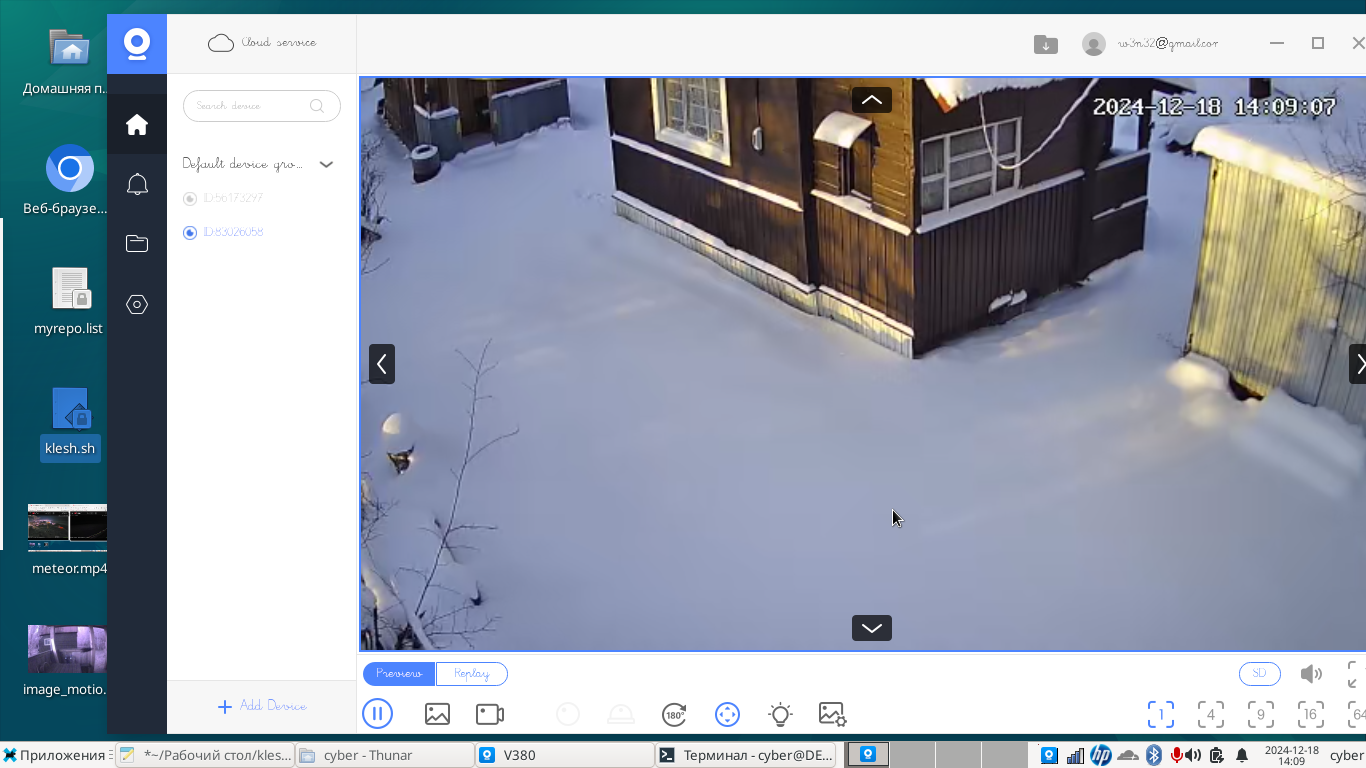 Домашняя п...
Веб-браузе...
myrepo.list
klesh.sh
meteor.mp4
image_motio...
Cloud service
w3n32@gmail.com
Search device
Default device gro...
ID:56173297
ID:83026058
Add Device
2024-12-18 14:09:07
Preview
Replay
SD
180°
1
4
9
16
64
Приложения
*~/Рабочий стол/kles...
cyber - Thunar
V380
Терминал - cyber@DE...
hp
2024-12-18
14:09
cyber